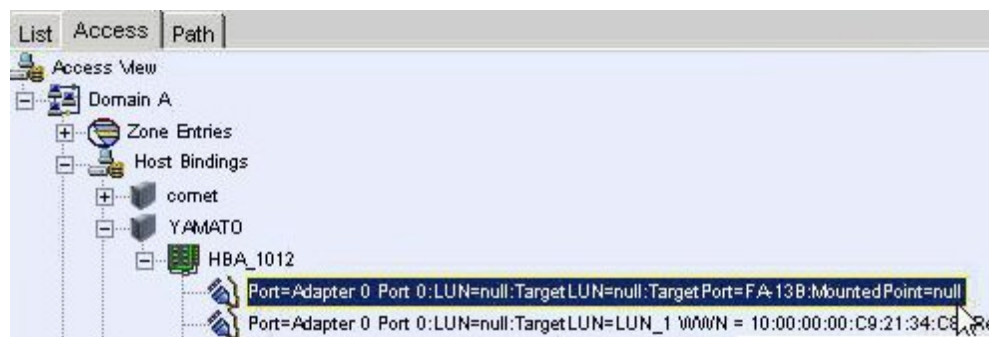 List Access Path
Access View
Domain A
Zone Entries
Host Bindings
comet
YAMATO
HBA_1012
Port=Adapter 0 Port 0:LUN=null:TargetLUN=null:TargetPort=FA-13B:MountedPoint=null
Port=Adapter 0 Port 0:LUN=null:TargetLUN=LUN_1 WWN = 10:00:00:00:C9:21:34:C8